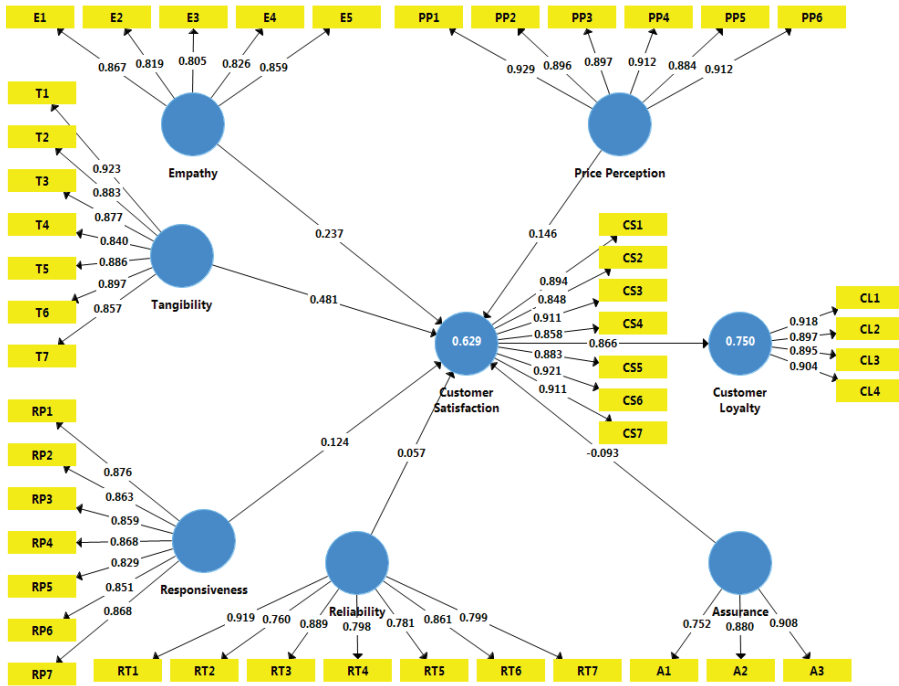 E1 E2 E3 E4 E5 PP1 PP2 PP3 PP4 PP5 PP6
0.867 0.819 0.805 0.826 0.859
0.929 0.896 0.897 0.912 0.884 0.912
Empathy
Price Perception
T1
T2
T3
T4
T5
T6
T7
0.923
0.883
0.877
0.840
0.886
0.897
0.857
Tangibility
0.237
0.146
0.481
CS1
CS2
CS3
CS4
CS5
CS6
CS7
0.894
0.848
0.911
0.858
0.866
0.883
0.921
0.911
0.629
Customer
Satisfaction
0.750
Customer
Loyalty
0.918
0.897
0.895
0.904
CL1
CL2
CL3
CL4
RP1
RP2
RP3
RP4
RP5
RP6
RP7
0.876
0.863
0.859
0.868
0.829
0.851
0.868
Responsiveness
0.124
0.057
-0.093
Reliability
0.919 0.760 0.889 0.798 0.781 0.861 0.799
RT1 RT2 RT3 RT4 RT5 RT6 RT7
Assurance
0.752 0.880 0.908
A1 A2 A3